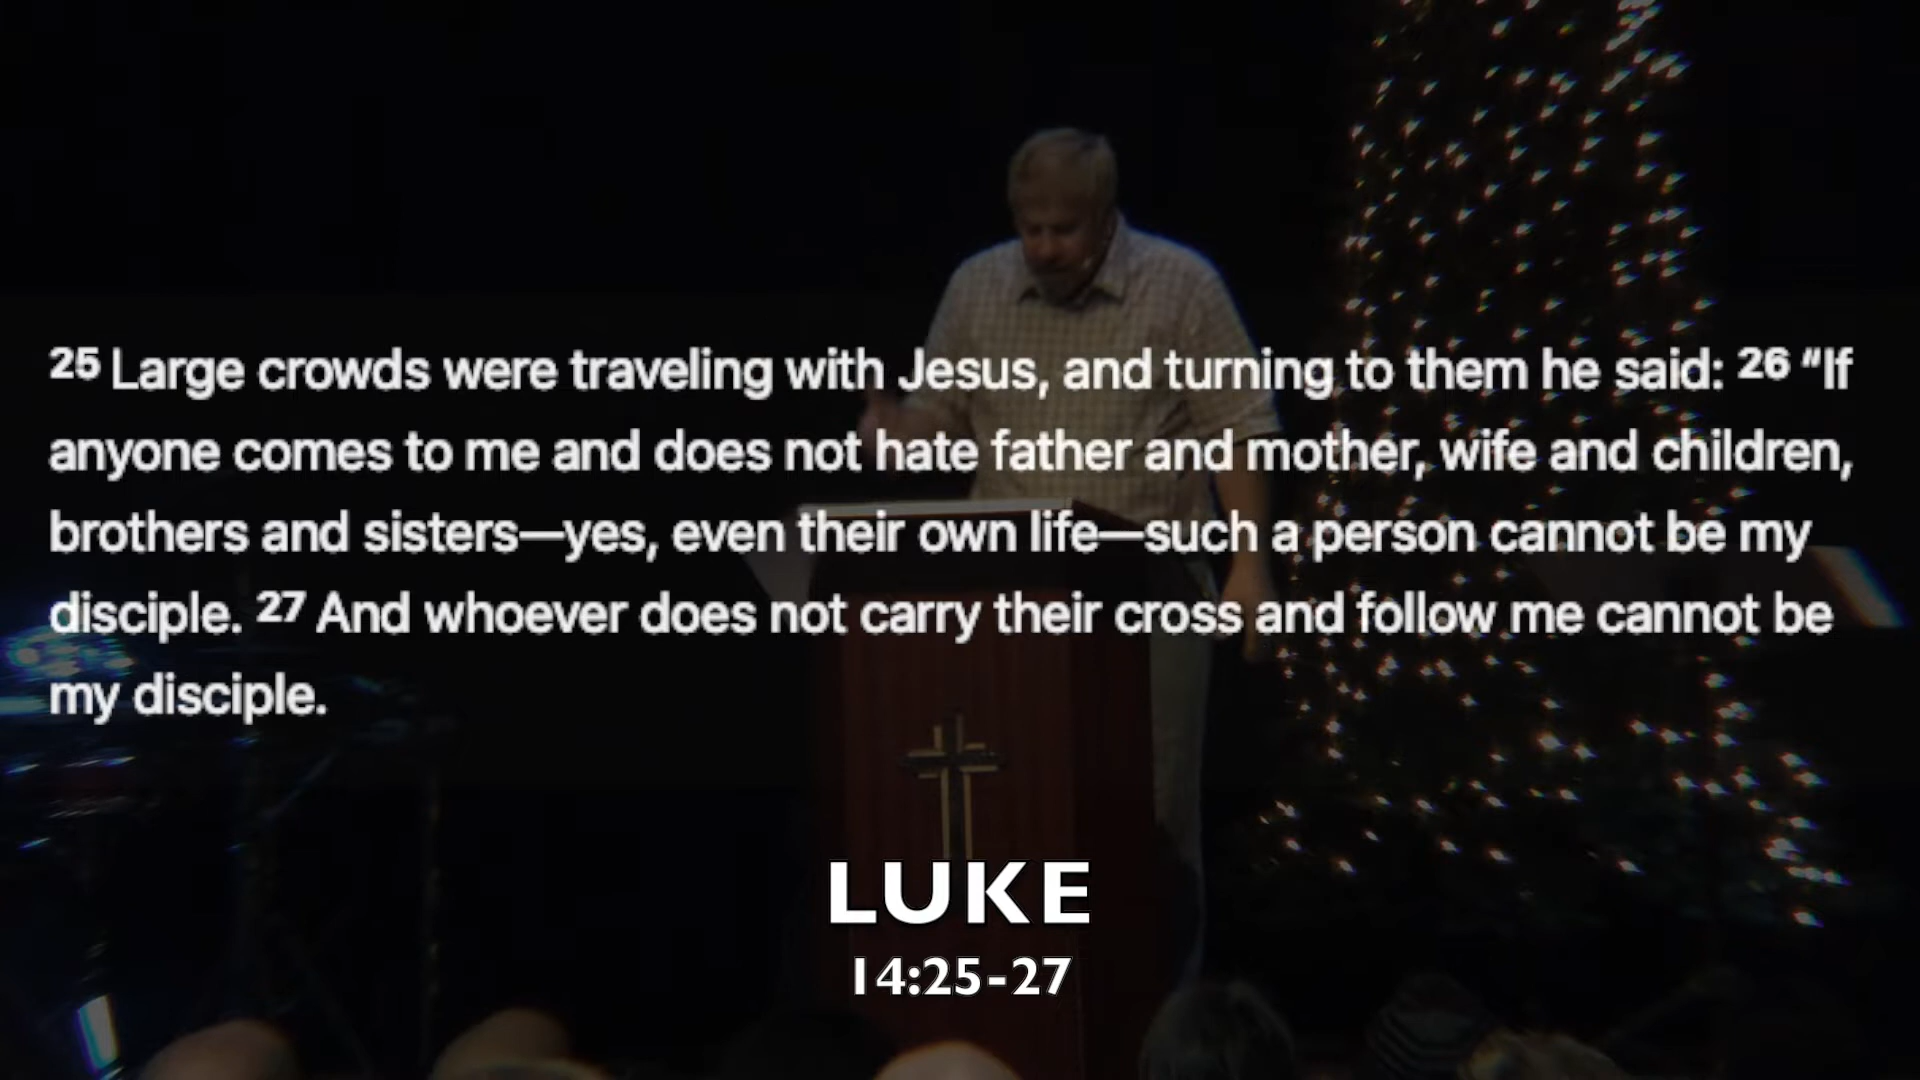 25 Large crowds were traveling with Jesus, and turning to them he said: 26 “If
anyone comes to me and does not hate father and mother, wife and children,
brothers and sisters—yes, even their own life—such a person cannot be my
disciple. 27 And whoever does not carry their cross and follow me cannot be
my disciple.
LUKE
14:25-27